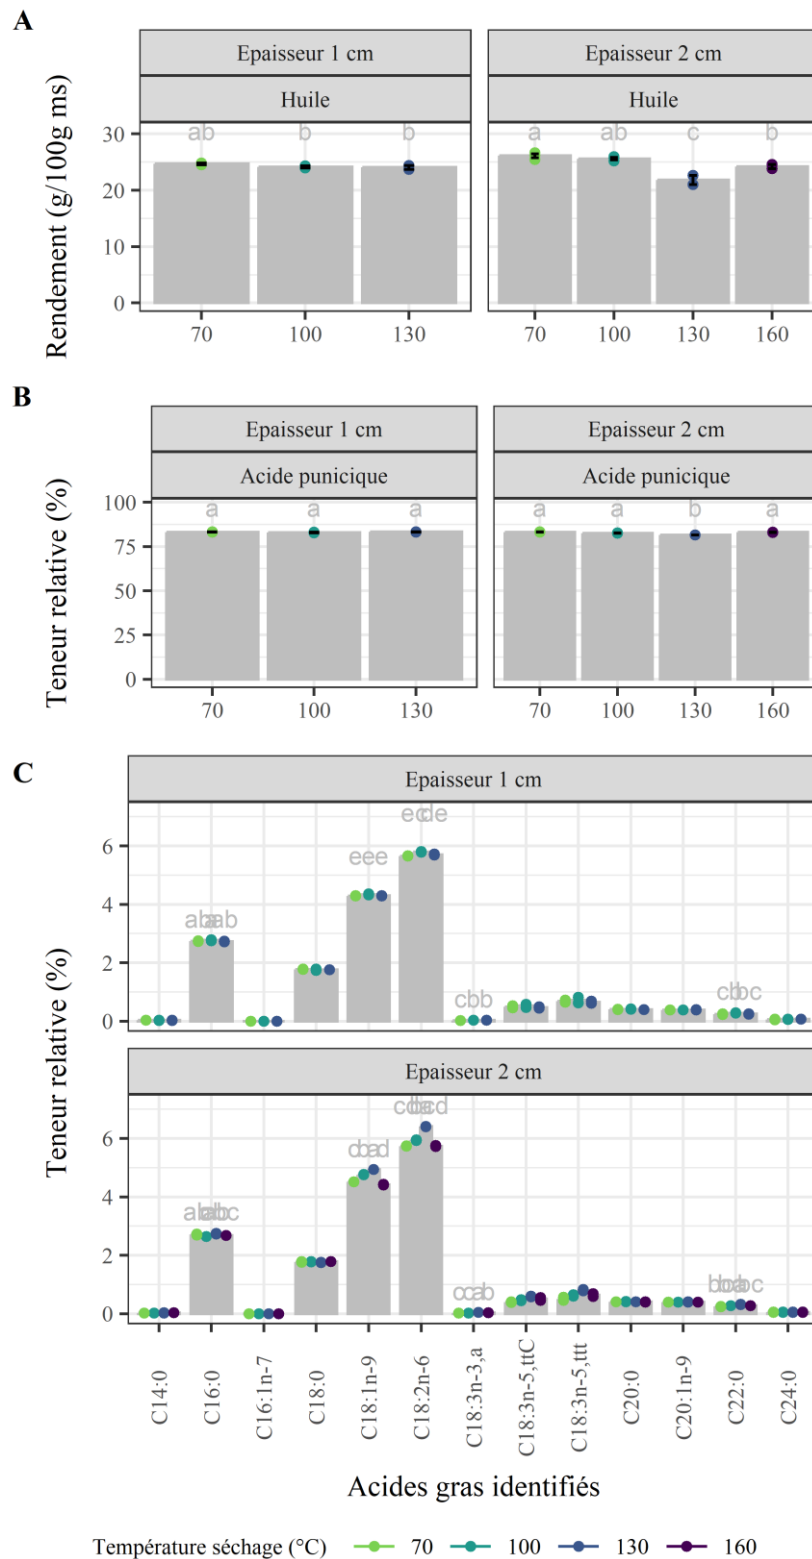 A
Epaisseur 1 cm
Epaisseur 2 cm
Huile
Huile
Rendement (g/100g ms)
30
20
10
0
ab
b
b
a
ab
c
b
70
100
130
70
100
130
160
B
Epaisseur 1 cm
Epaisseur 2 cm
Acide punicique
Acide punicique
Teneur relative (%)
100
75
50
25
0
a
a
a
a
a
b
a
70
100
130
70
100
130
160
C
Epaisseur 1 cm
Teneur relative (%)
6
4
2
0
eee
Epaisseur 2 cm
6
4
2
0
C14:0
C16:0
C16:1n-7
C18:0
C18:1n-9
C18:2n-6
C18:3n-3,a
C18:3n-5,ttC
C18:3n-5,ttt
C20:0
C20:1n-9
C22:0
C24:0
Acides gras identifiés
Température séchage (°C) 70 100 130 160